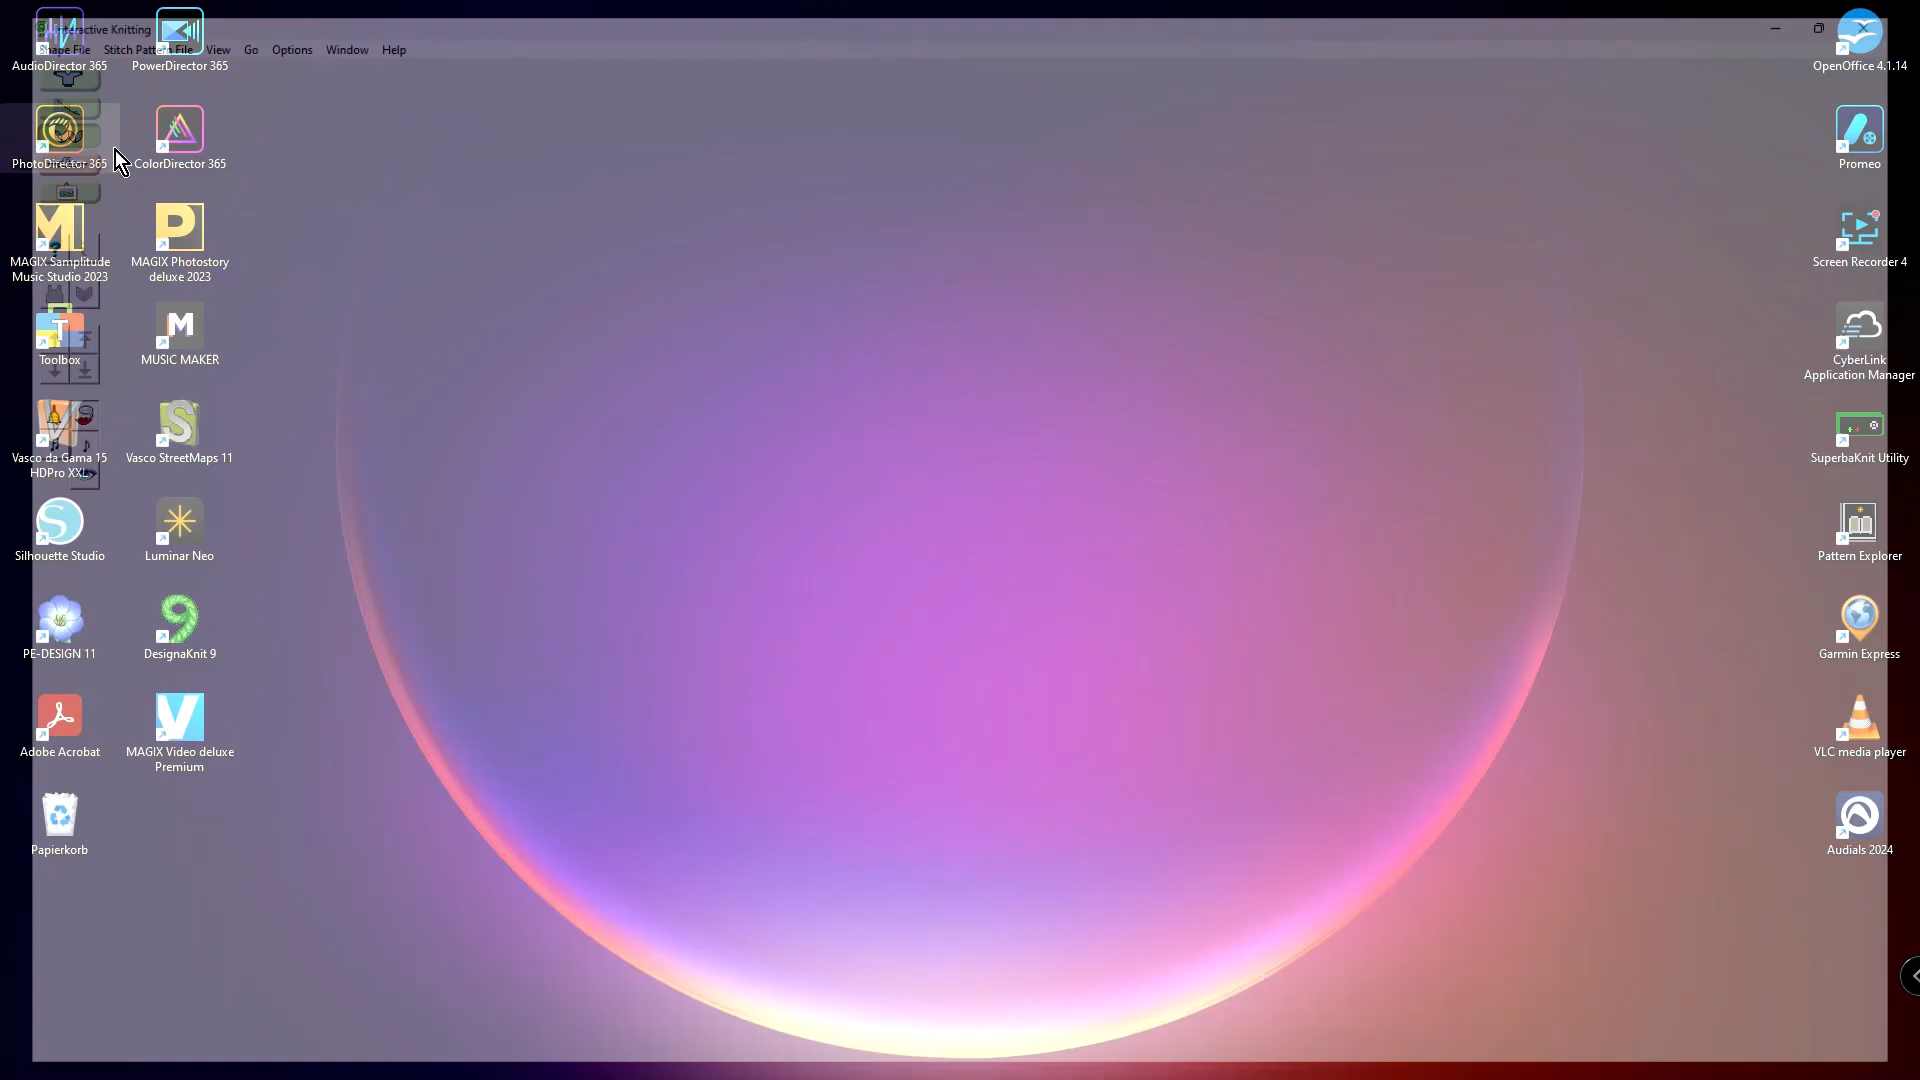 Interactive Knitting
Shape File Stitch Pattern File View Go Options Window Help
AudioDirector 365
PowerDirector 365
OpenOffice 4.1.14
PhotoDirector 365
ColorDirector 365
Promeo
MAGIX Samplitude
Music Studio 2023
MAGIX Photostory
deluxe 2023
Screen Recorder 4
T
Toolbox
M
MUSIC MAKER
CyberLink
Application Manager
Vasco da Gama 15
HDPro XXL
Vasco StreetMaps 11
SuperbaKnit Utility
Silhouette Studio
Luminar Neo
Pattern Explorer
PE-DESIGN 11
DesignaKnit 9
Garmin Express
Adobe Acrobat
MAGIX Video deluxe
Premium
VLC media player
Papierkorb
Audials 2024